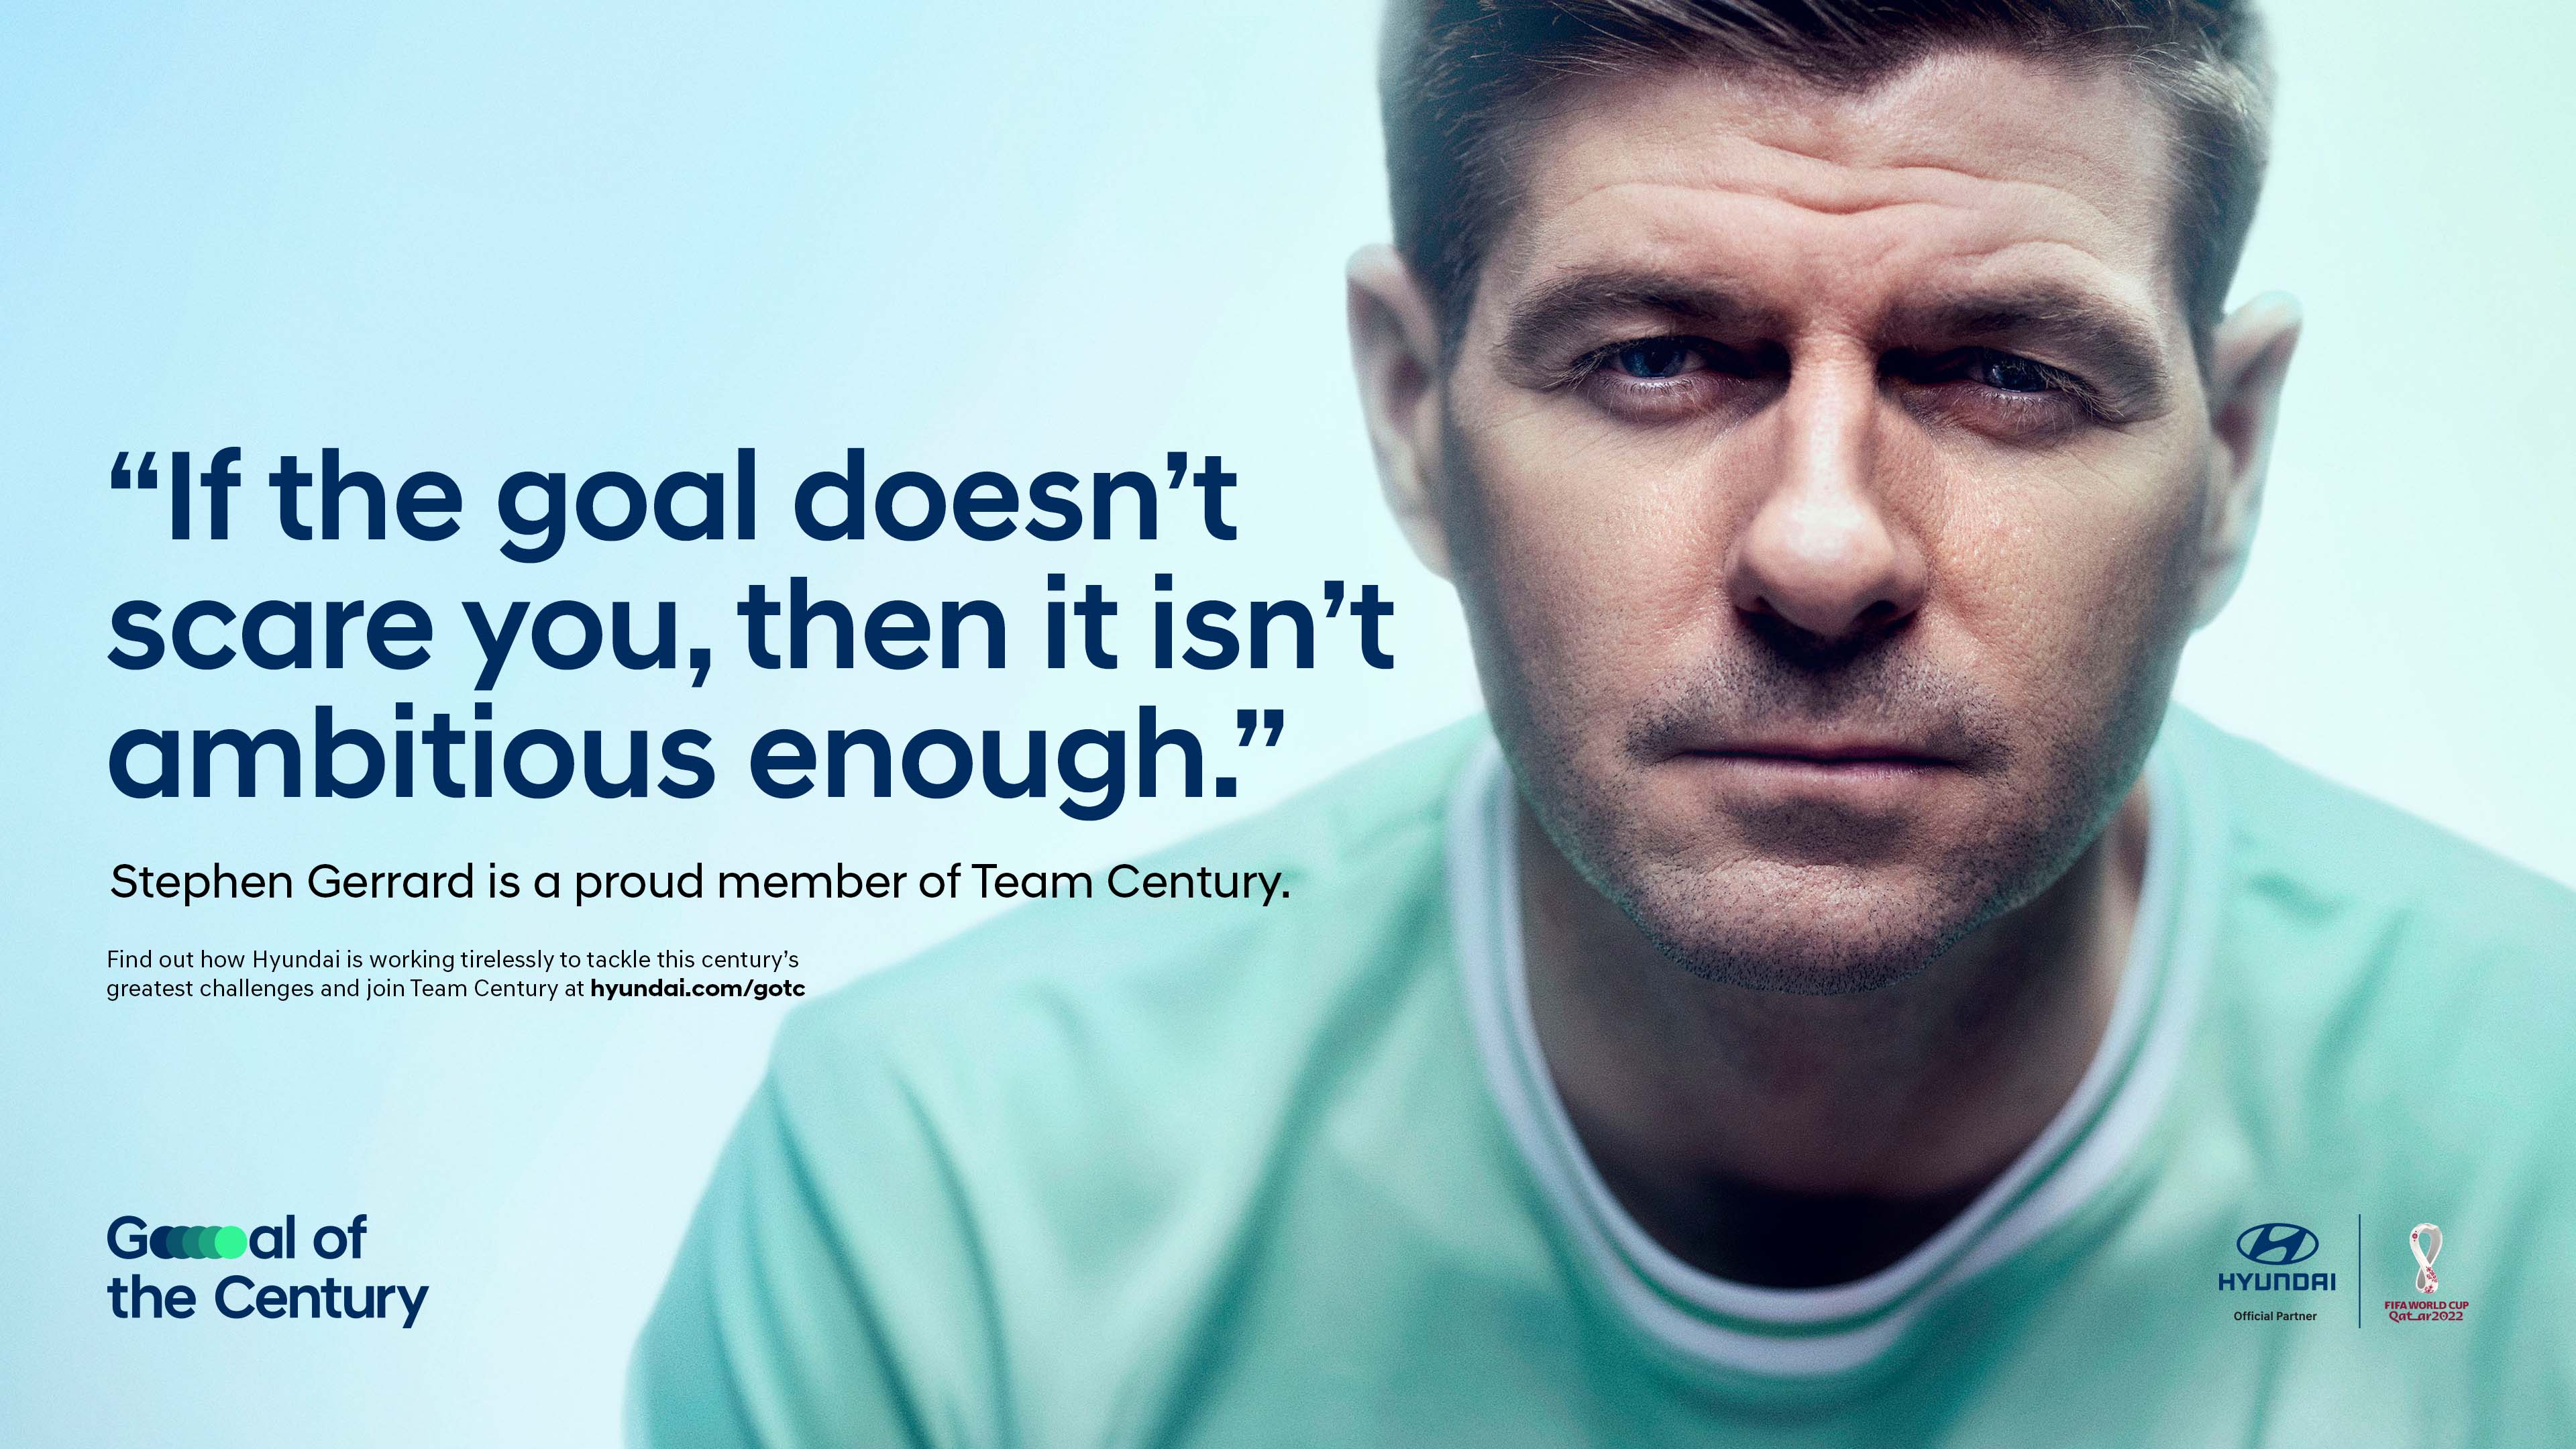 “If the goal doesn’t
scare you, then it isn’t
ambitious enough.”
Stephen Gerrard is a proud member of Team Century.
Find out how Hyundai is working tirelessly to tackle this century’s
greatest challenges and join Team Century at hyundai.com/gotc
Goooooal of
the Century
HYUNDAI
Official Partner
FIFA WORLD CUP
Qatar2022